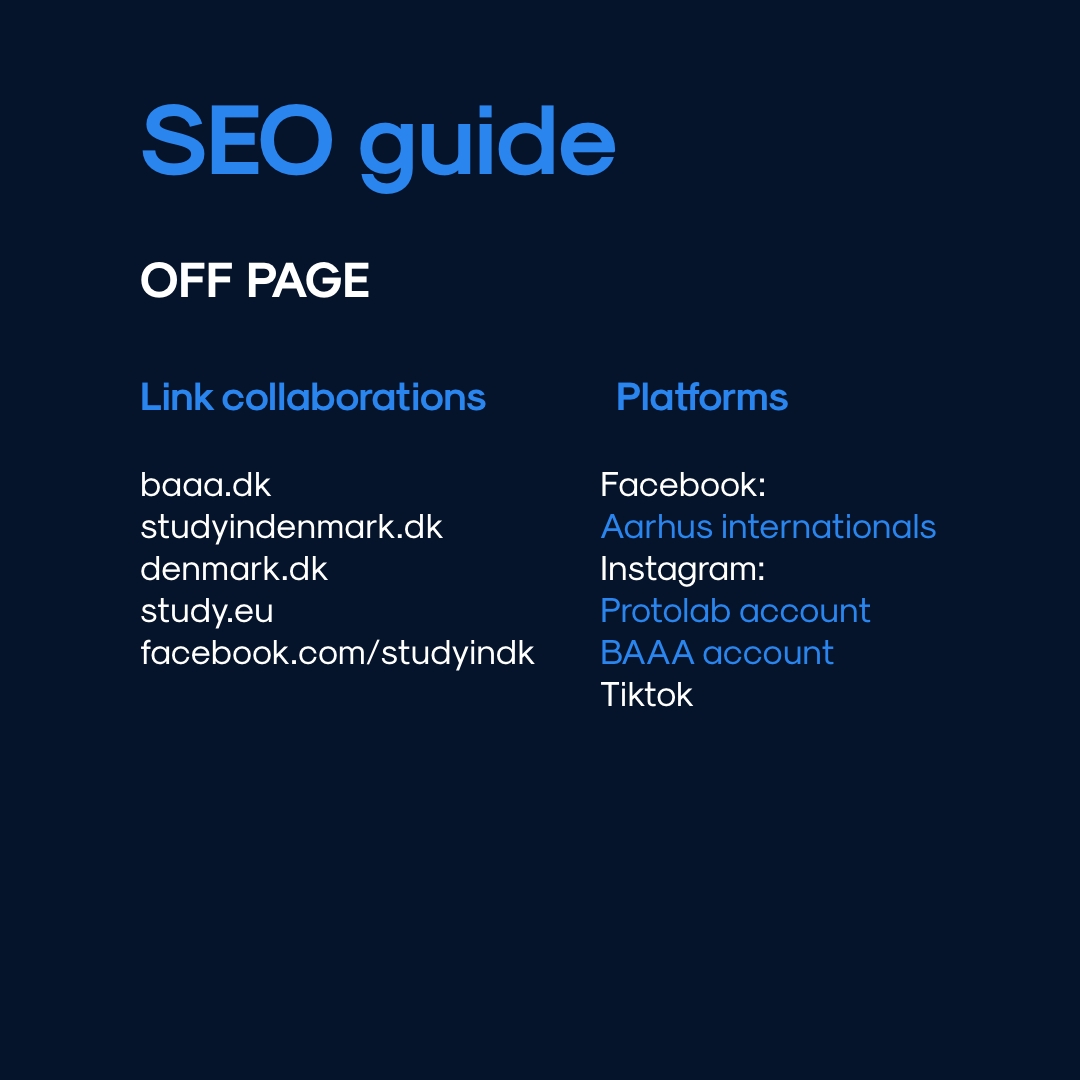 SEO guide
OFF PAGE
Link collaborations
baaa.dk
studyindenmark.dk
denmark.dk
study.eu
facebook.com/studyindk
Platforms
Facebook:
Aarhus internationals
Instagram:
Protolab account
BAAA account
Tiktok